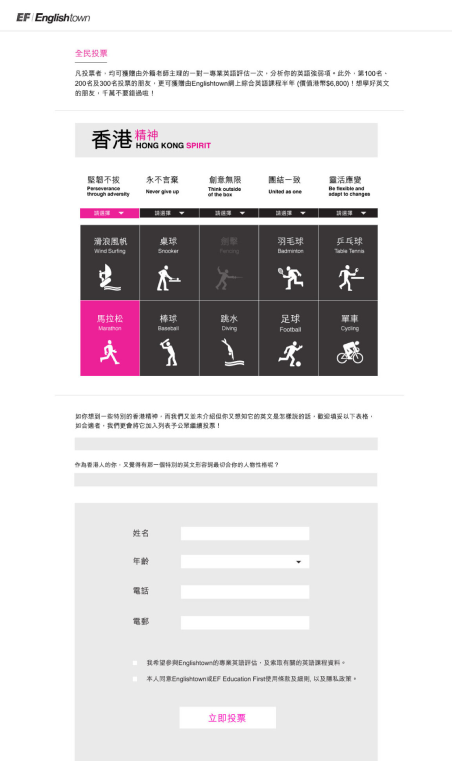 EF Englishtown
全民投票
凡投票者，均可獲贈由外籍老師主理的一對一專業英語評估一次，分析你的英語強弱項。此外，第100名、
200名及300名投票的朋友，更可獲贈由Englishtown網上綜合英語課程半年 (價值港幣$6,800)！想學好英文
的朋友，千萬不要錯過啦！
香港精神
HONG KONG SPIRIT
堅韌不拔 永不言棄 創意無限 團結一致 靈活應變
Perseverance through adversity Never give up Think outside of the box United as one Be flexible and adapt to changes
請選擇 請選擇 請選擇 請選擇 請選擇
滑浪風帆 桌球 劍擊 羽毛球 乒乓球
Wind Surfing Snooker Fencing Badminton Table Tennis
馬拉松 棒球 跳水 足球 單車
Marathon Baseball Diving Football Cycling
如你想到一些特別的香港精神，而我們又並未介紹但你又想知它的英文是怎樣說的話，歡迎填妥以下表格，
如合適者，我們更會將它加入列表予公眾繼續投票！
作為香港人的你，又覺得有那一個特別的英文形容詞最切合你的人物性格呢？
姓名
年齡
電話
電郵
我希望參與Englishtown的專業英語評估，及索取有關的英語課程資料。
本人同意Englishtown或EF Education First使用條款及細則, 以及隱私政策。
立即投票